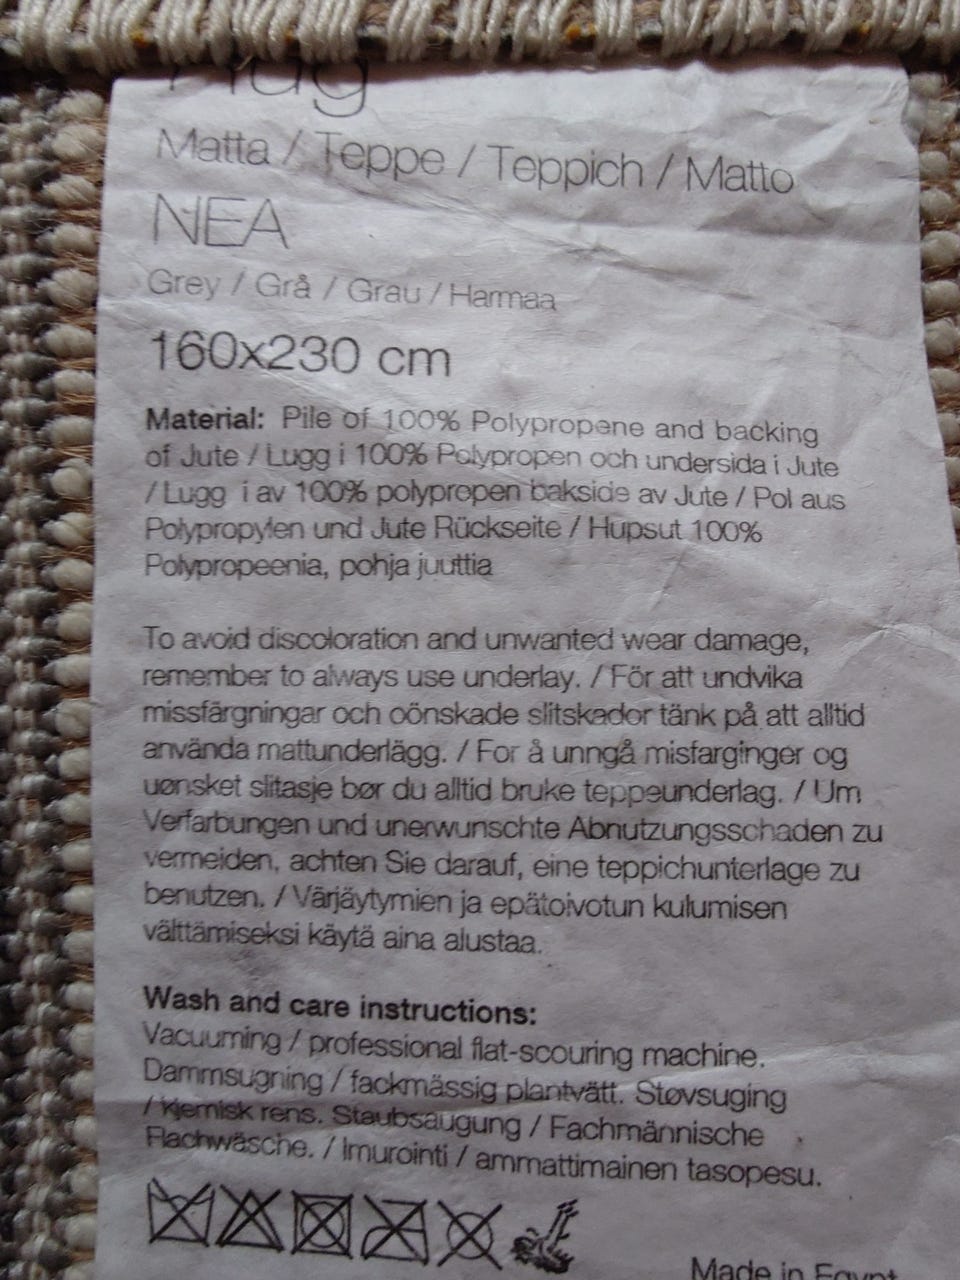 Rug
Matta / Teppe / Teppich / Matto
NEA
Grey / Grå / Grau / Harmaa
160x230 cm
Material: Pile of 100% Polypropene and backing
of Jute / Lugg i 100% Polypropen och undersida i Jute
/ Lugg i av 100% polypropen bakside av Jute / Pol aus
Polypropylen und Jute Rückseite / Hupsut 100%
Polypropeenia, pohja juuttia
To avoid discoloration and unwanted wear damage,
remember to always use underlay. / För att undvika
missfärgningar och oönskade slitskador tänk på att alltid
använda mattunderlägg. / For å unngå misfarginger og
uønsket slitasje bør du alltid bruke teppeunderlag. / Um
Verfarbungen und unerwunschte Abnutzungsschaden zu
vermeiden, achten Sie darauf, eine teppichunterlage zu
benutzen. / Värjäytymien ja epätoivotun kulumisen
välttämiseksi käytä aina alustaa.
Wash and care instructions:
Vacuuming / professional flat-scouring machine.
Dammsugning / fackmässig plantvätt. Støvsuging
/ kjemisk rens. Staubsaugung / Fachmännische
Flachwäsche. / Imurointi / ammattimainen tasopesu.
Made in Egypt